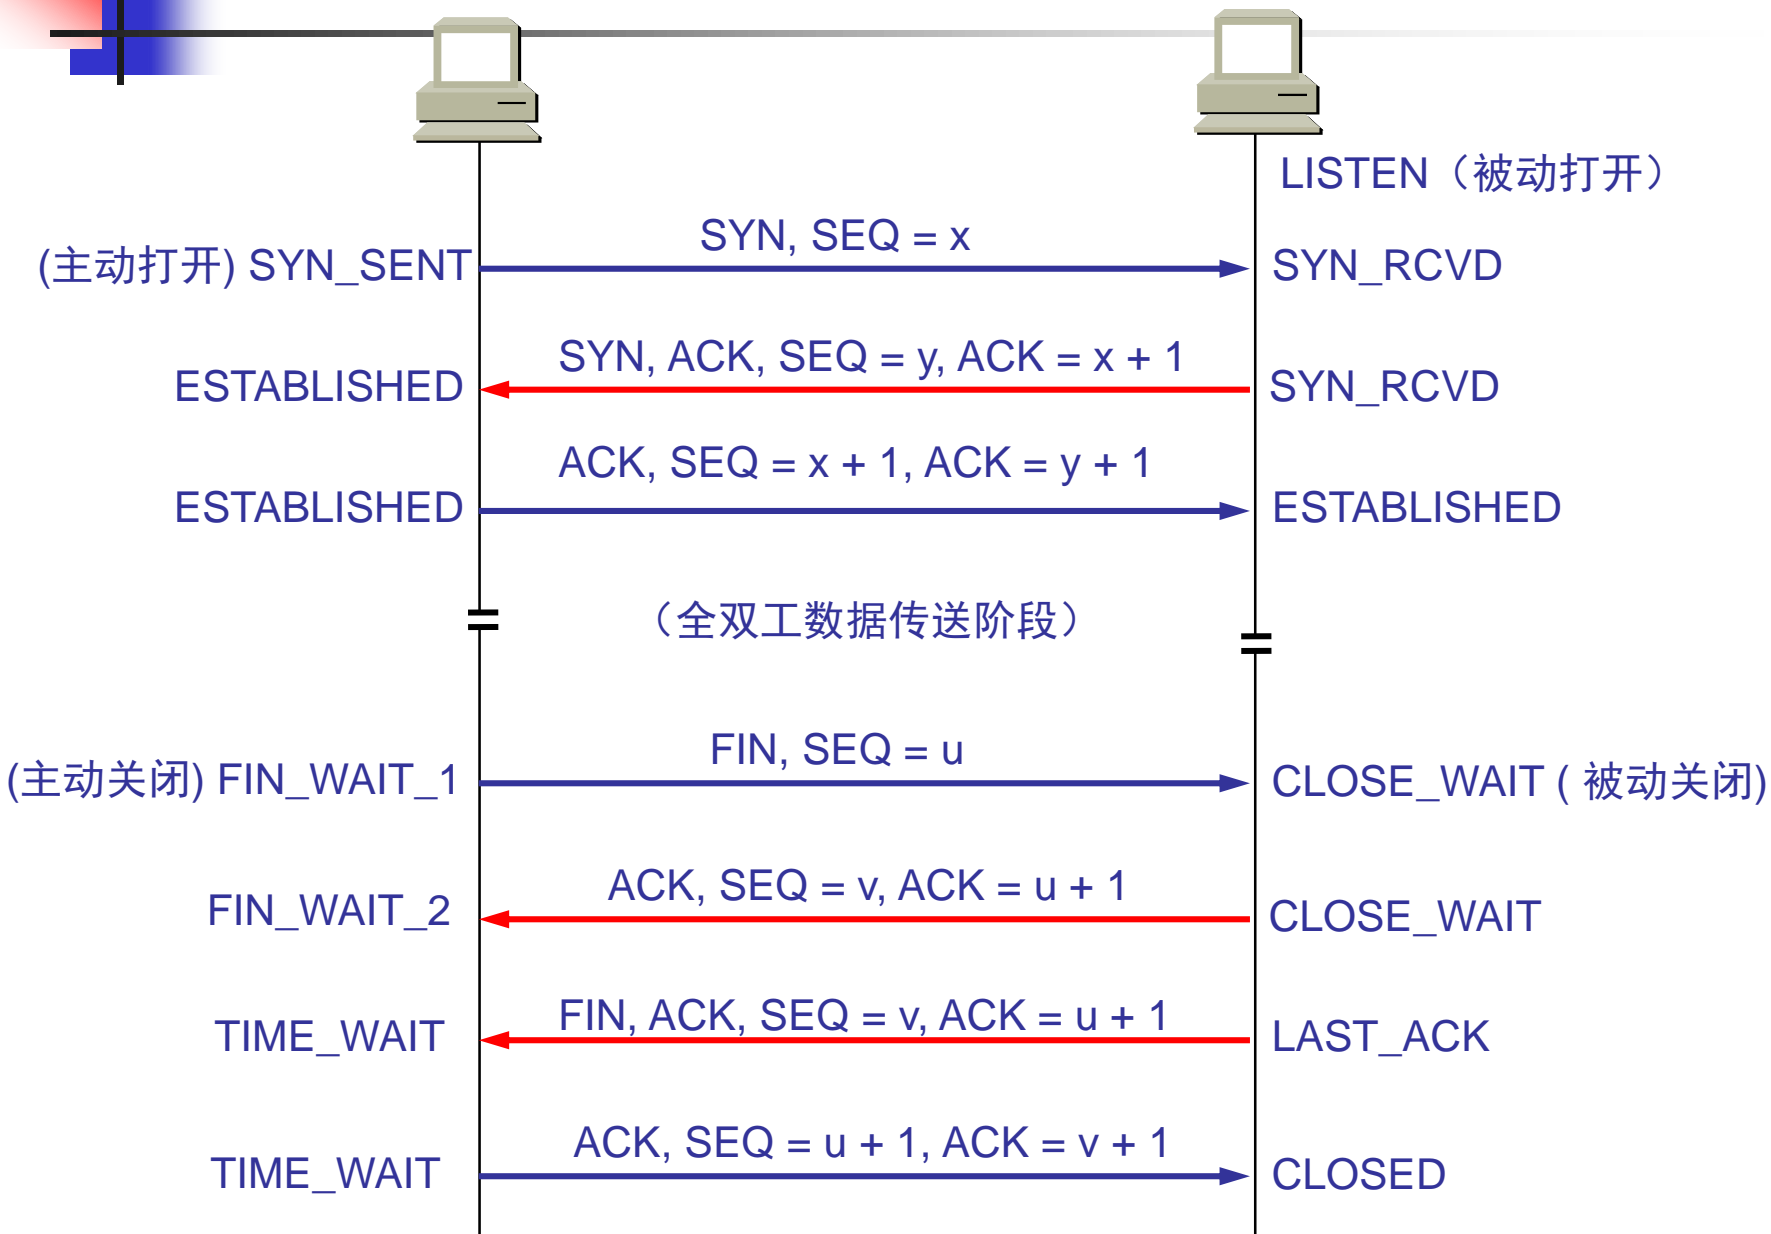 LISTEN（被动打开）
SYN, SEQ = x
(主动打开) SYN_SENT
SYN_RCVD
SYN, ACK, SEQ = y, ACK = x + 1
ESTABLISHED
SYN_RCVD
ACK, SEQ = x + 1, ACK = y + 1
ESTABLISHED
ESTABLISHED
（全双工数据传送阶段）
FIN, SEQ = u
(主动关闭) FIN_WAIT_1
CLOSE_WAIT ( 被动关闭)
ACK, SEQ = v, ACK = u + 1
FIN_WAIT_2
CLOSE_WAIT
FIN, ACK, SEQ = v, ACK = u + 1
TIME_WAIT
LAST_ACK
ACK, SEQ = u + 1, ACK = v + 1
TIME_WAIT
CLOSED